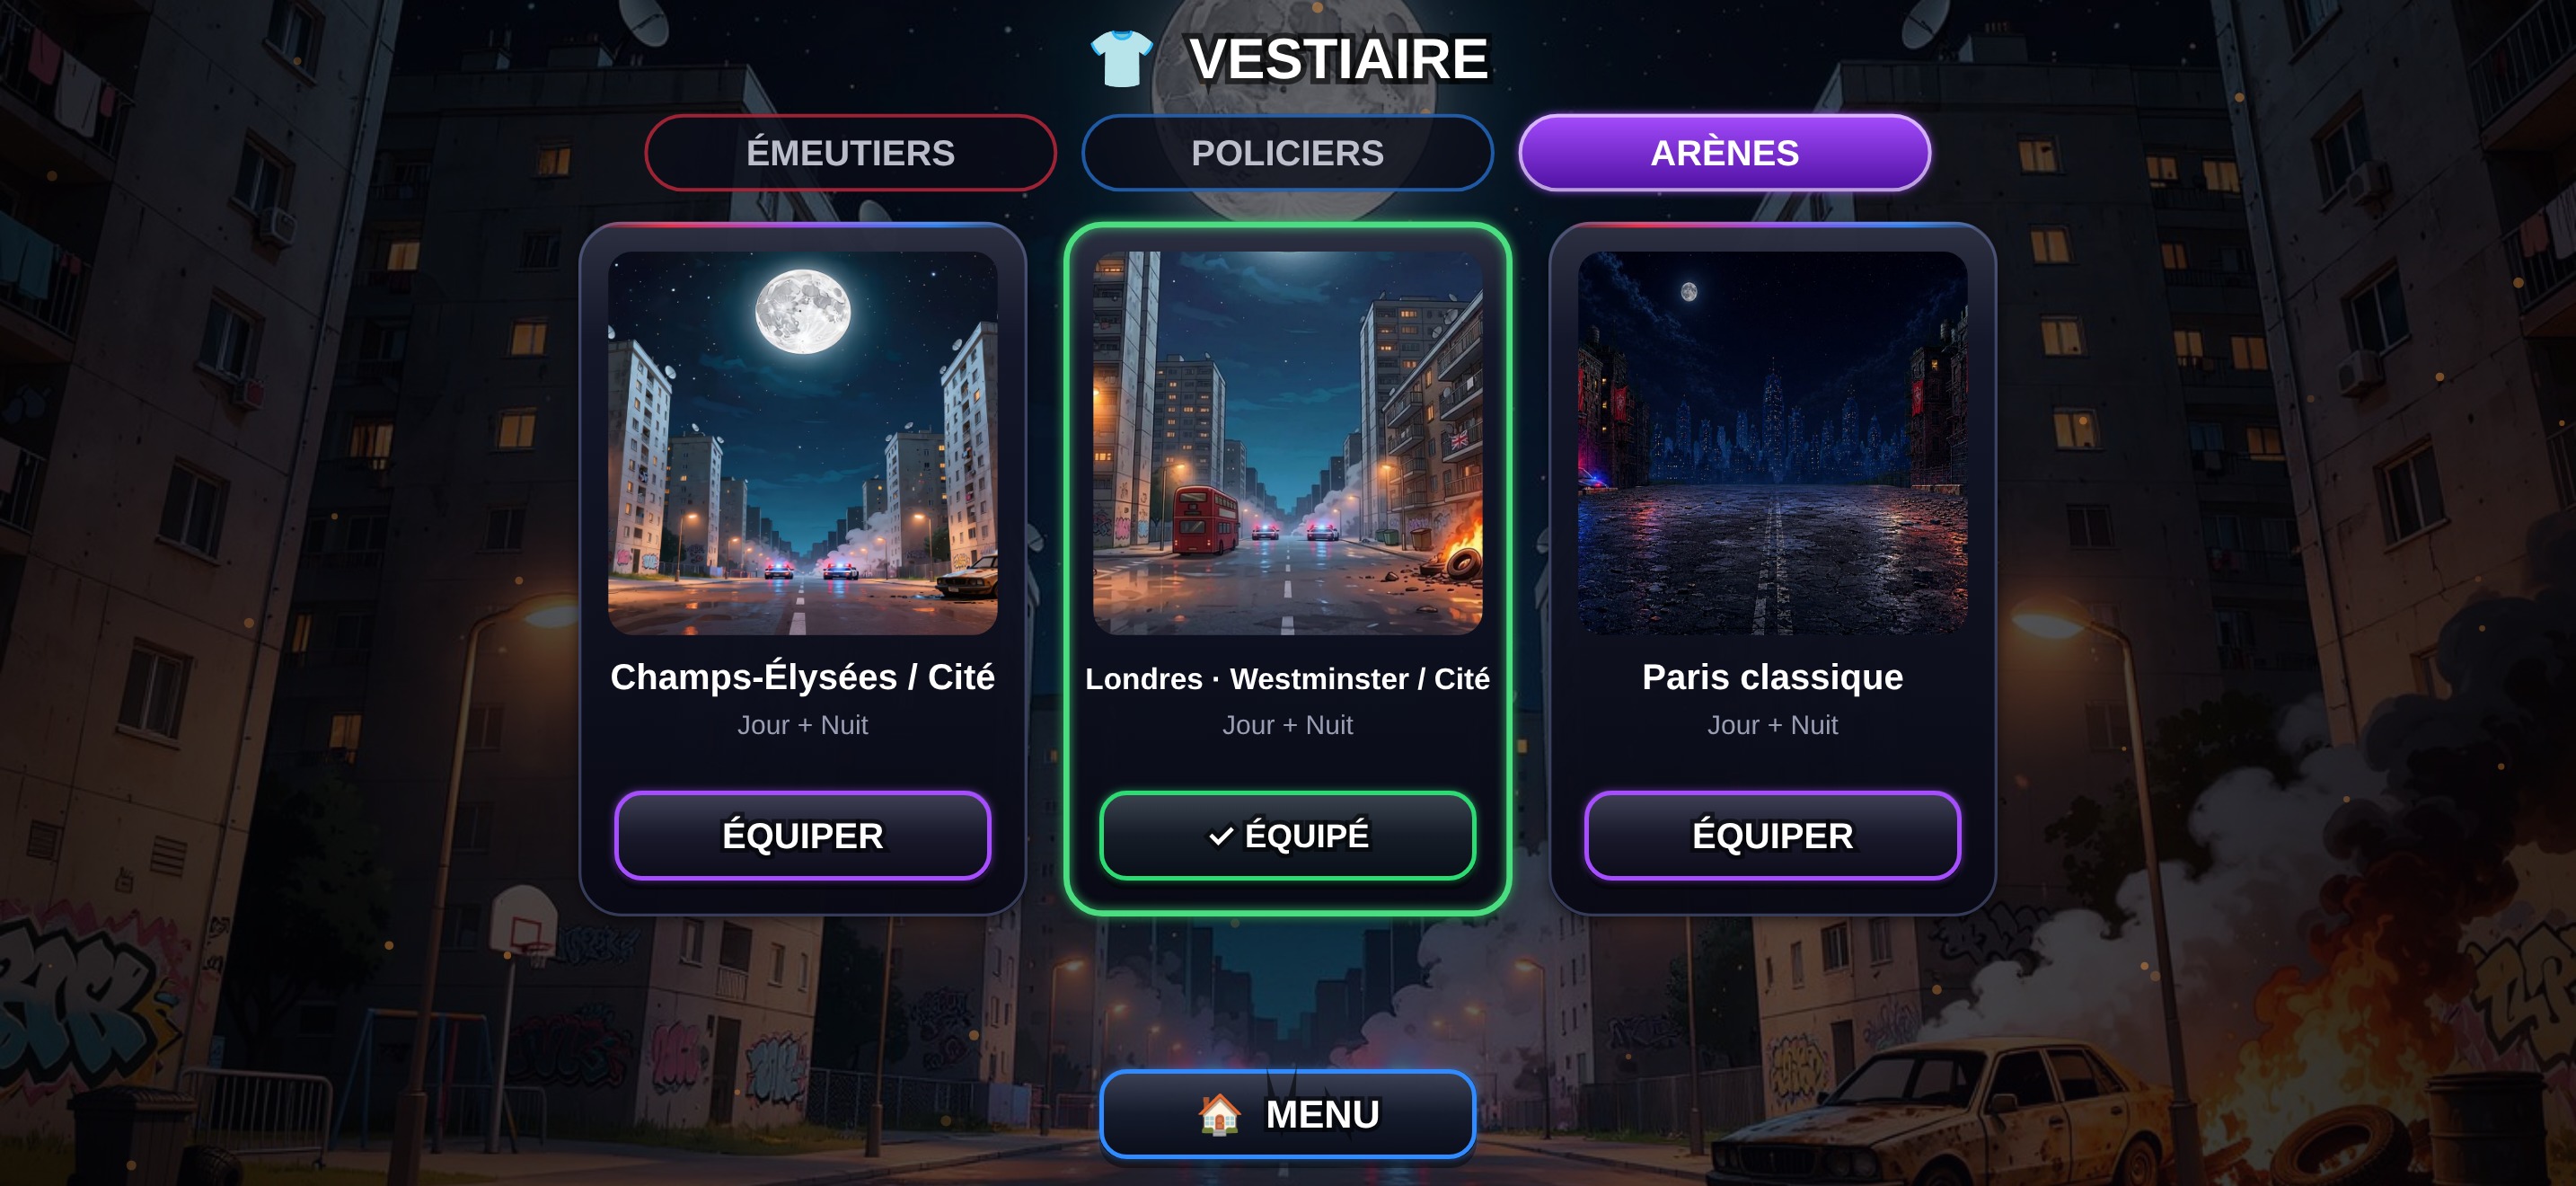 VESTIAIRE
ÉMEUTIERS
POLICIERS
ARÈNES
Champs-Élysées / Cité
Jour + Nuit
ÉQUIPER
Londres · Westminster / Cité
Jour + Nuit
✓ ÉQUIPÉ
Paris classique
Jour + Nuit
ÉQUIPER
MENU